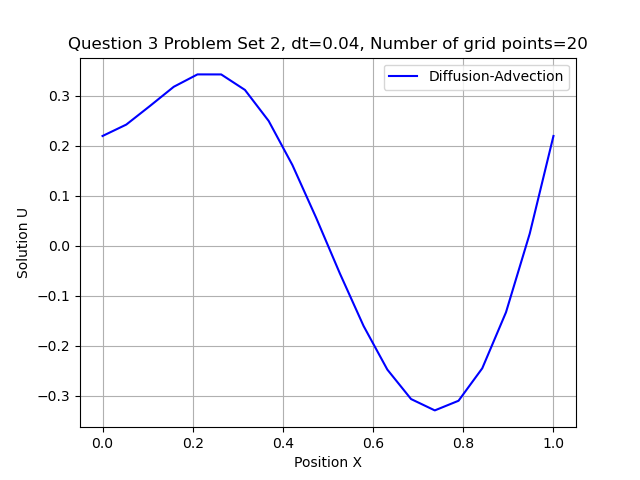 Question 3 Problem Set 2, dt=0.04, Number of grid points=20
Diffusion-Advection
Solution U
0.3
0.2
0.1
0.0
−0.1
−0.2
−0.3
0.0 0.2 0.4 0.6 0.8 1.0
Position X